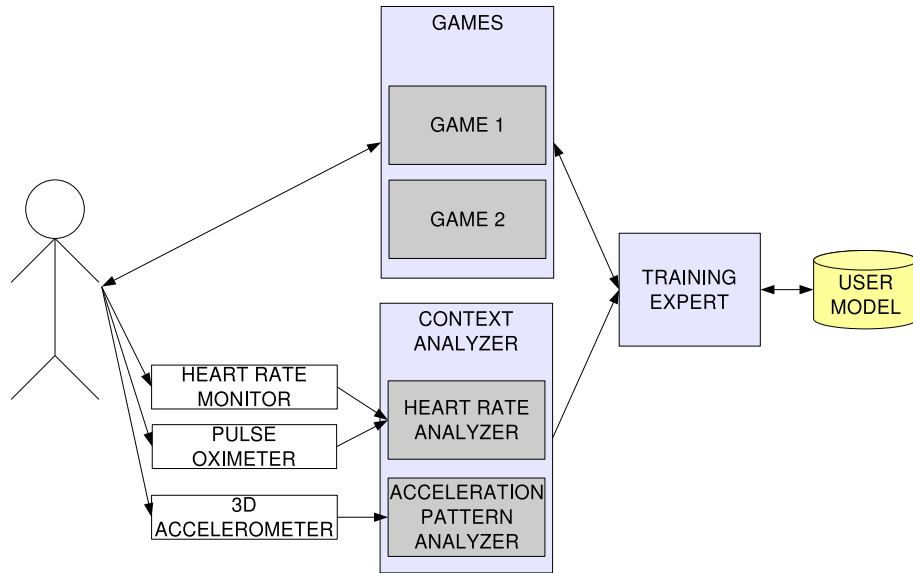 GAMES
GAME 1
GAME 2
TRAINING
EXPERT
USER
MODEL
CONTEXT
ANALYZER
HEART RATE
MONITOR
HEART RATE
ANALYZER
PULSE
OXIMETER
3D
ACCELEROMETER
ACCELERATION
PATTERN
ANALYZER